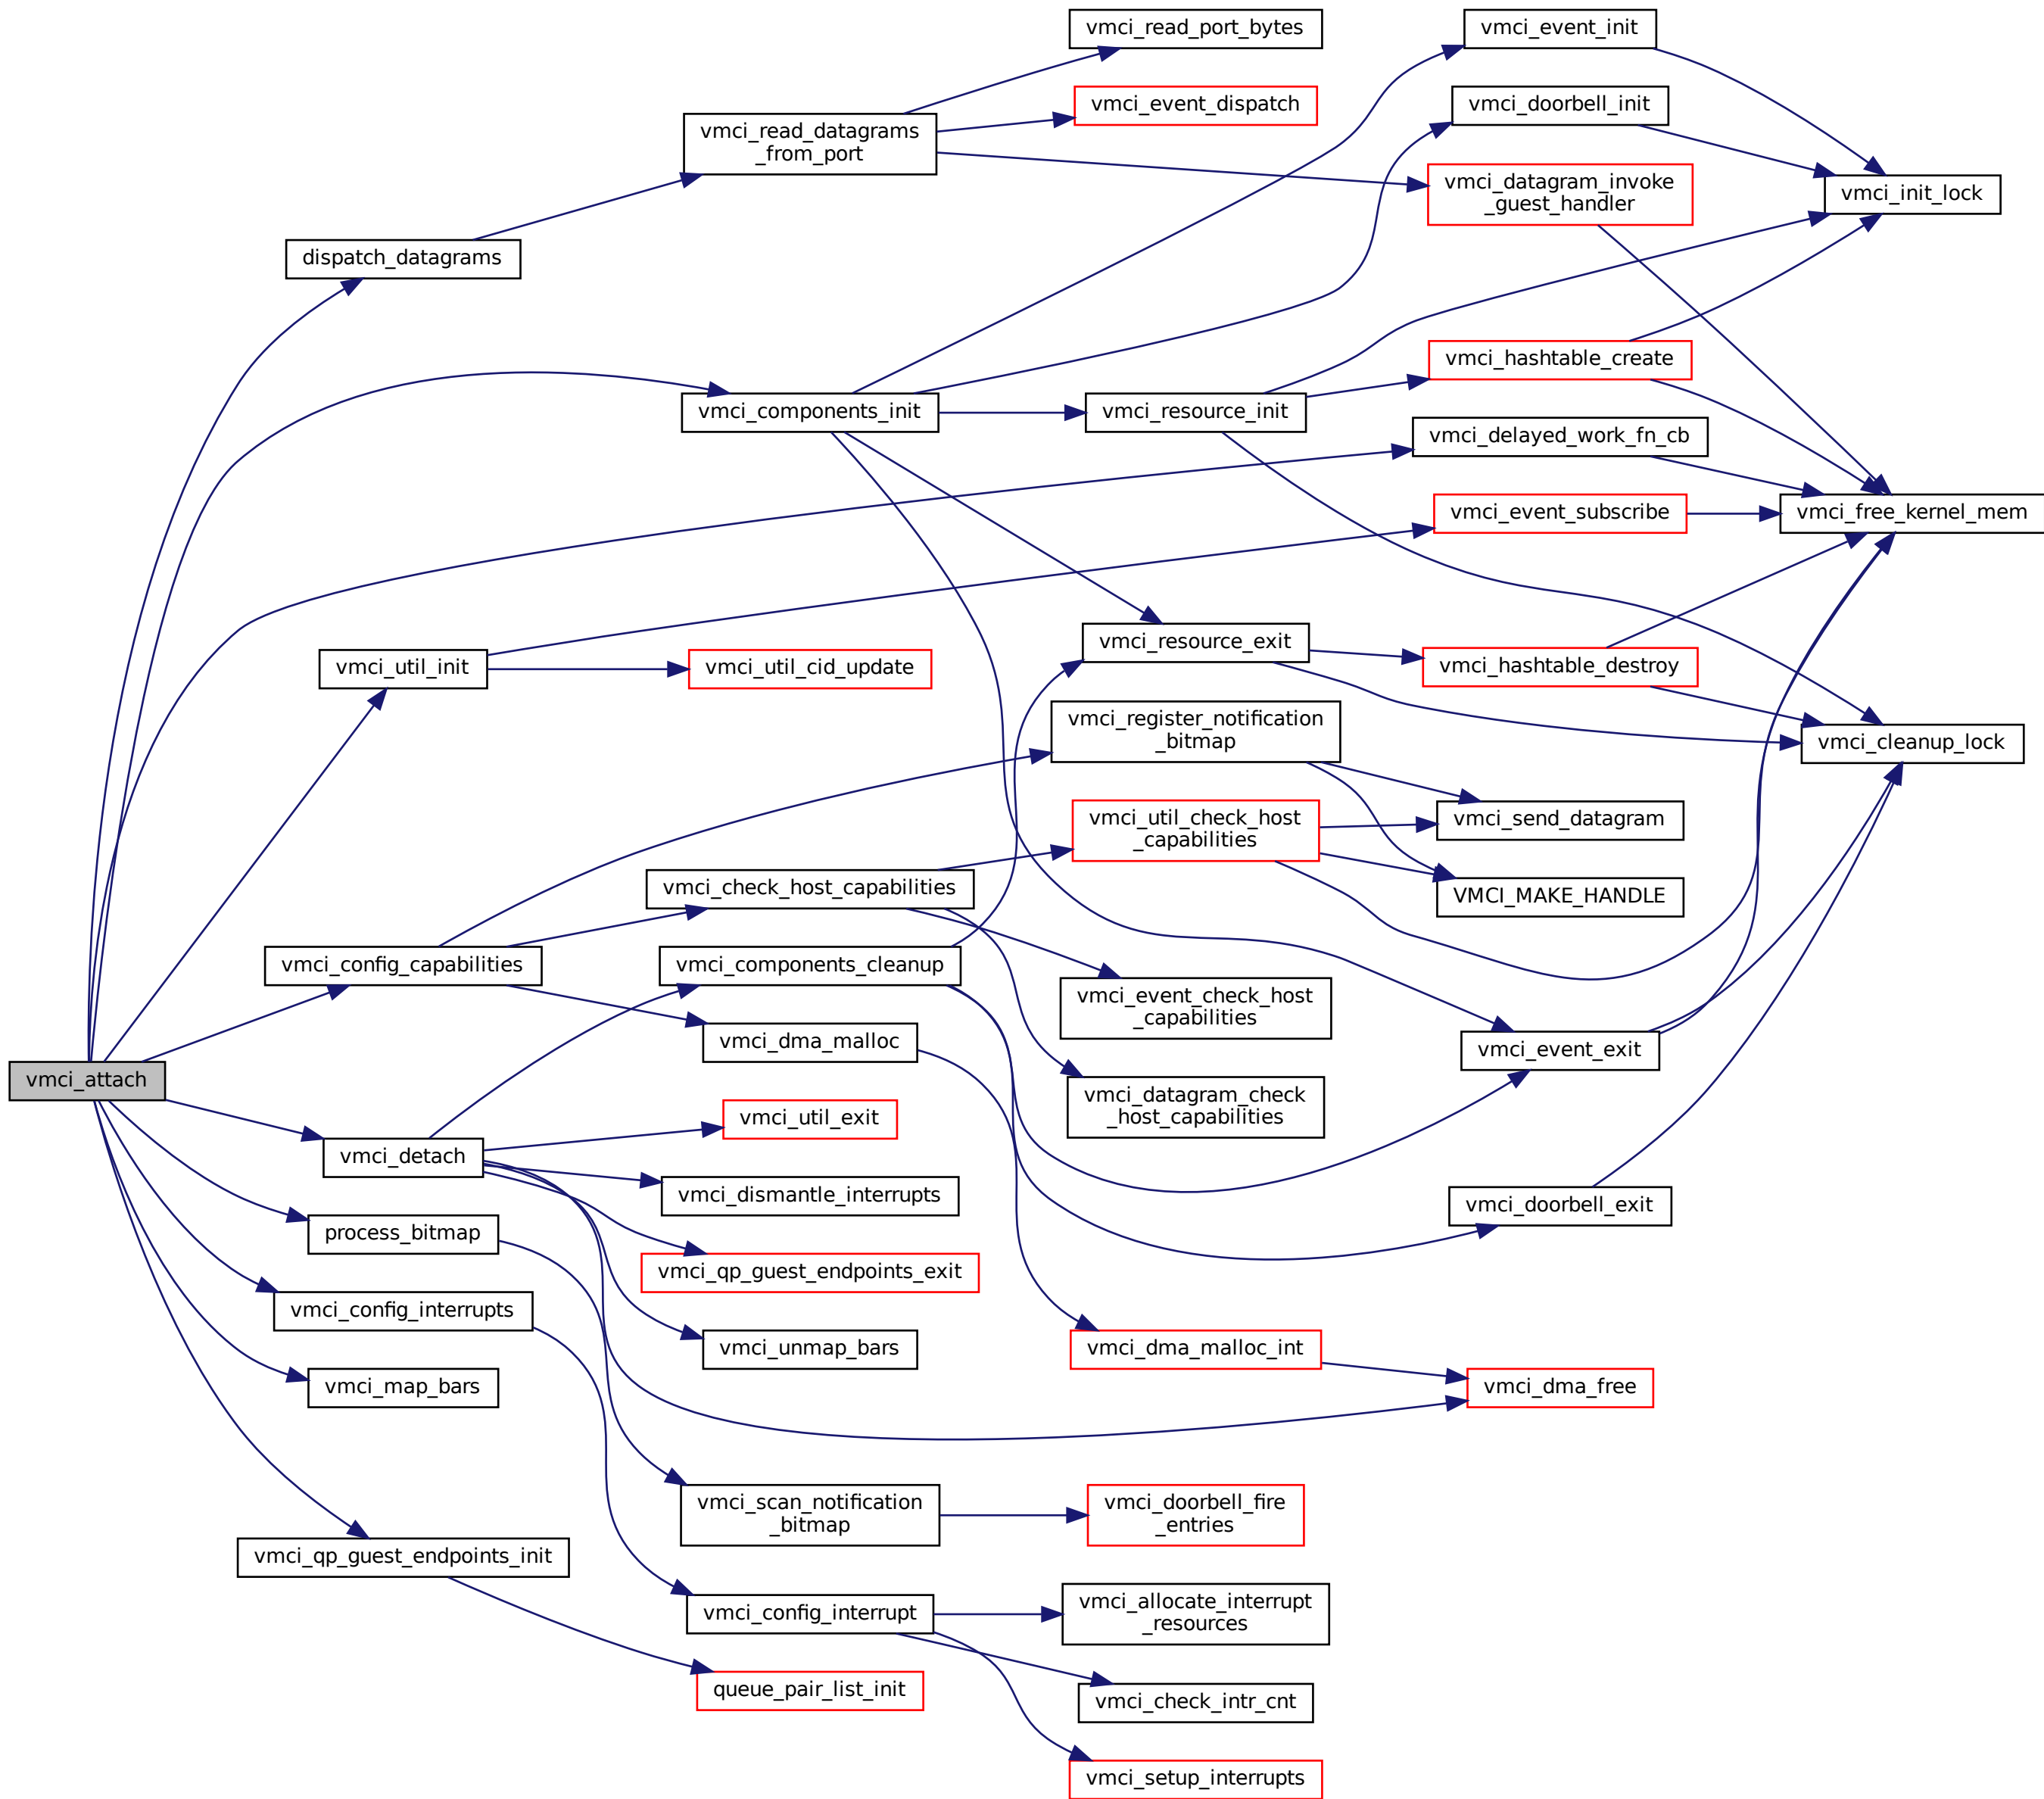 vmci_read_port_bytes
vmci_event_init
vmci_event_dispatch
vmci_doorbell_init
vmci_read_datagrams
_from_port
vmci_datagram_invoke
_guest_handler
vmci_init_lock
dispatch_datagrams
vmci_hashtable_create
vmci_components_init
vmci_resource_init
vmci_delayed_work_fn_cb
vmci_event_subscribe
vmci_free_kernel_mem
vmci_resource_exit
vmci_util_init
vmci_util_cid_update
vmci_hashtable_destroy
vmci_register_notification
_bitmap
vmci_cleanup_lock
vmci_util_check_host
_capabilities
vmci_send_datagram
vmci_check_host_capabilities
VMCI_MAKE_HANDLE
vmci_config_capabilities
vmci_components_cleanup
vmci_event_check_host
_capabilities
vmci_dma_malloc
vmci_event_exit
vmci_attach
vmci_datagram_check
_host_capabilities
vmci_util_exit
vmci_detach
vmci_dismantle_interrupts
vmci_doorbell_exit
process_bitmap
vmci_qp_guest_endpoints_exit
vmci_config_interrupts
vmci_unmap_bars
vmci_dma_malloc_int
vmci_map_bars
vmci_dma_free
vmci_scan_notification
_bitmap
vmci_doorbell_fire
_entries
vmci_qp_guest_endpoints_init
vmci_config_interrupt
vmci_allocate_interrupt
_resources
queue_pair_list_init
vmci_check_intr_cnt
vmci_setup_interrupts